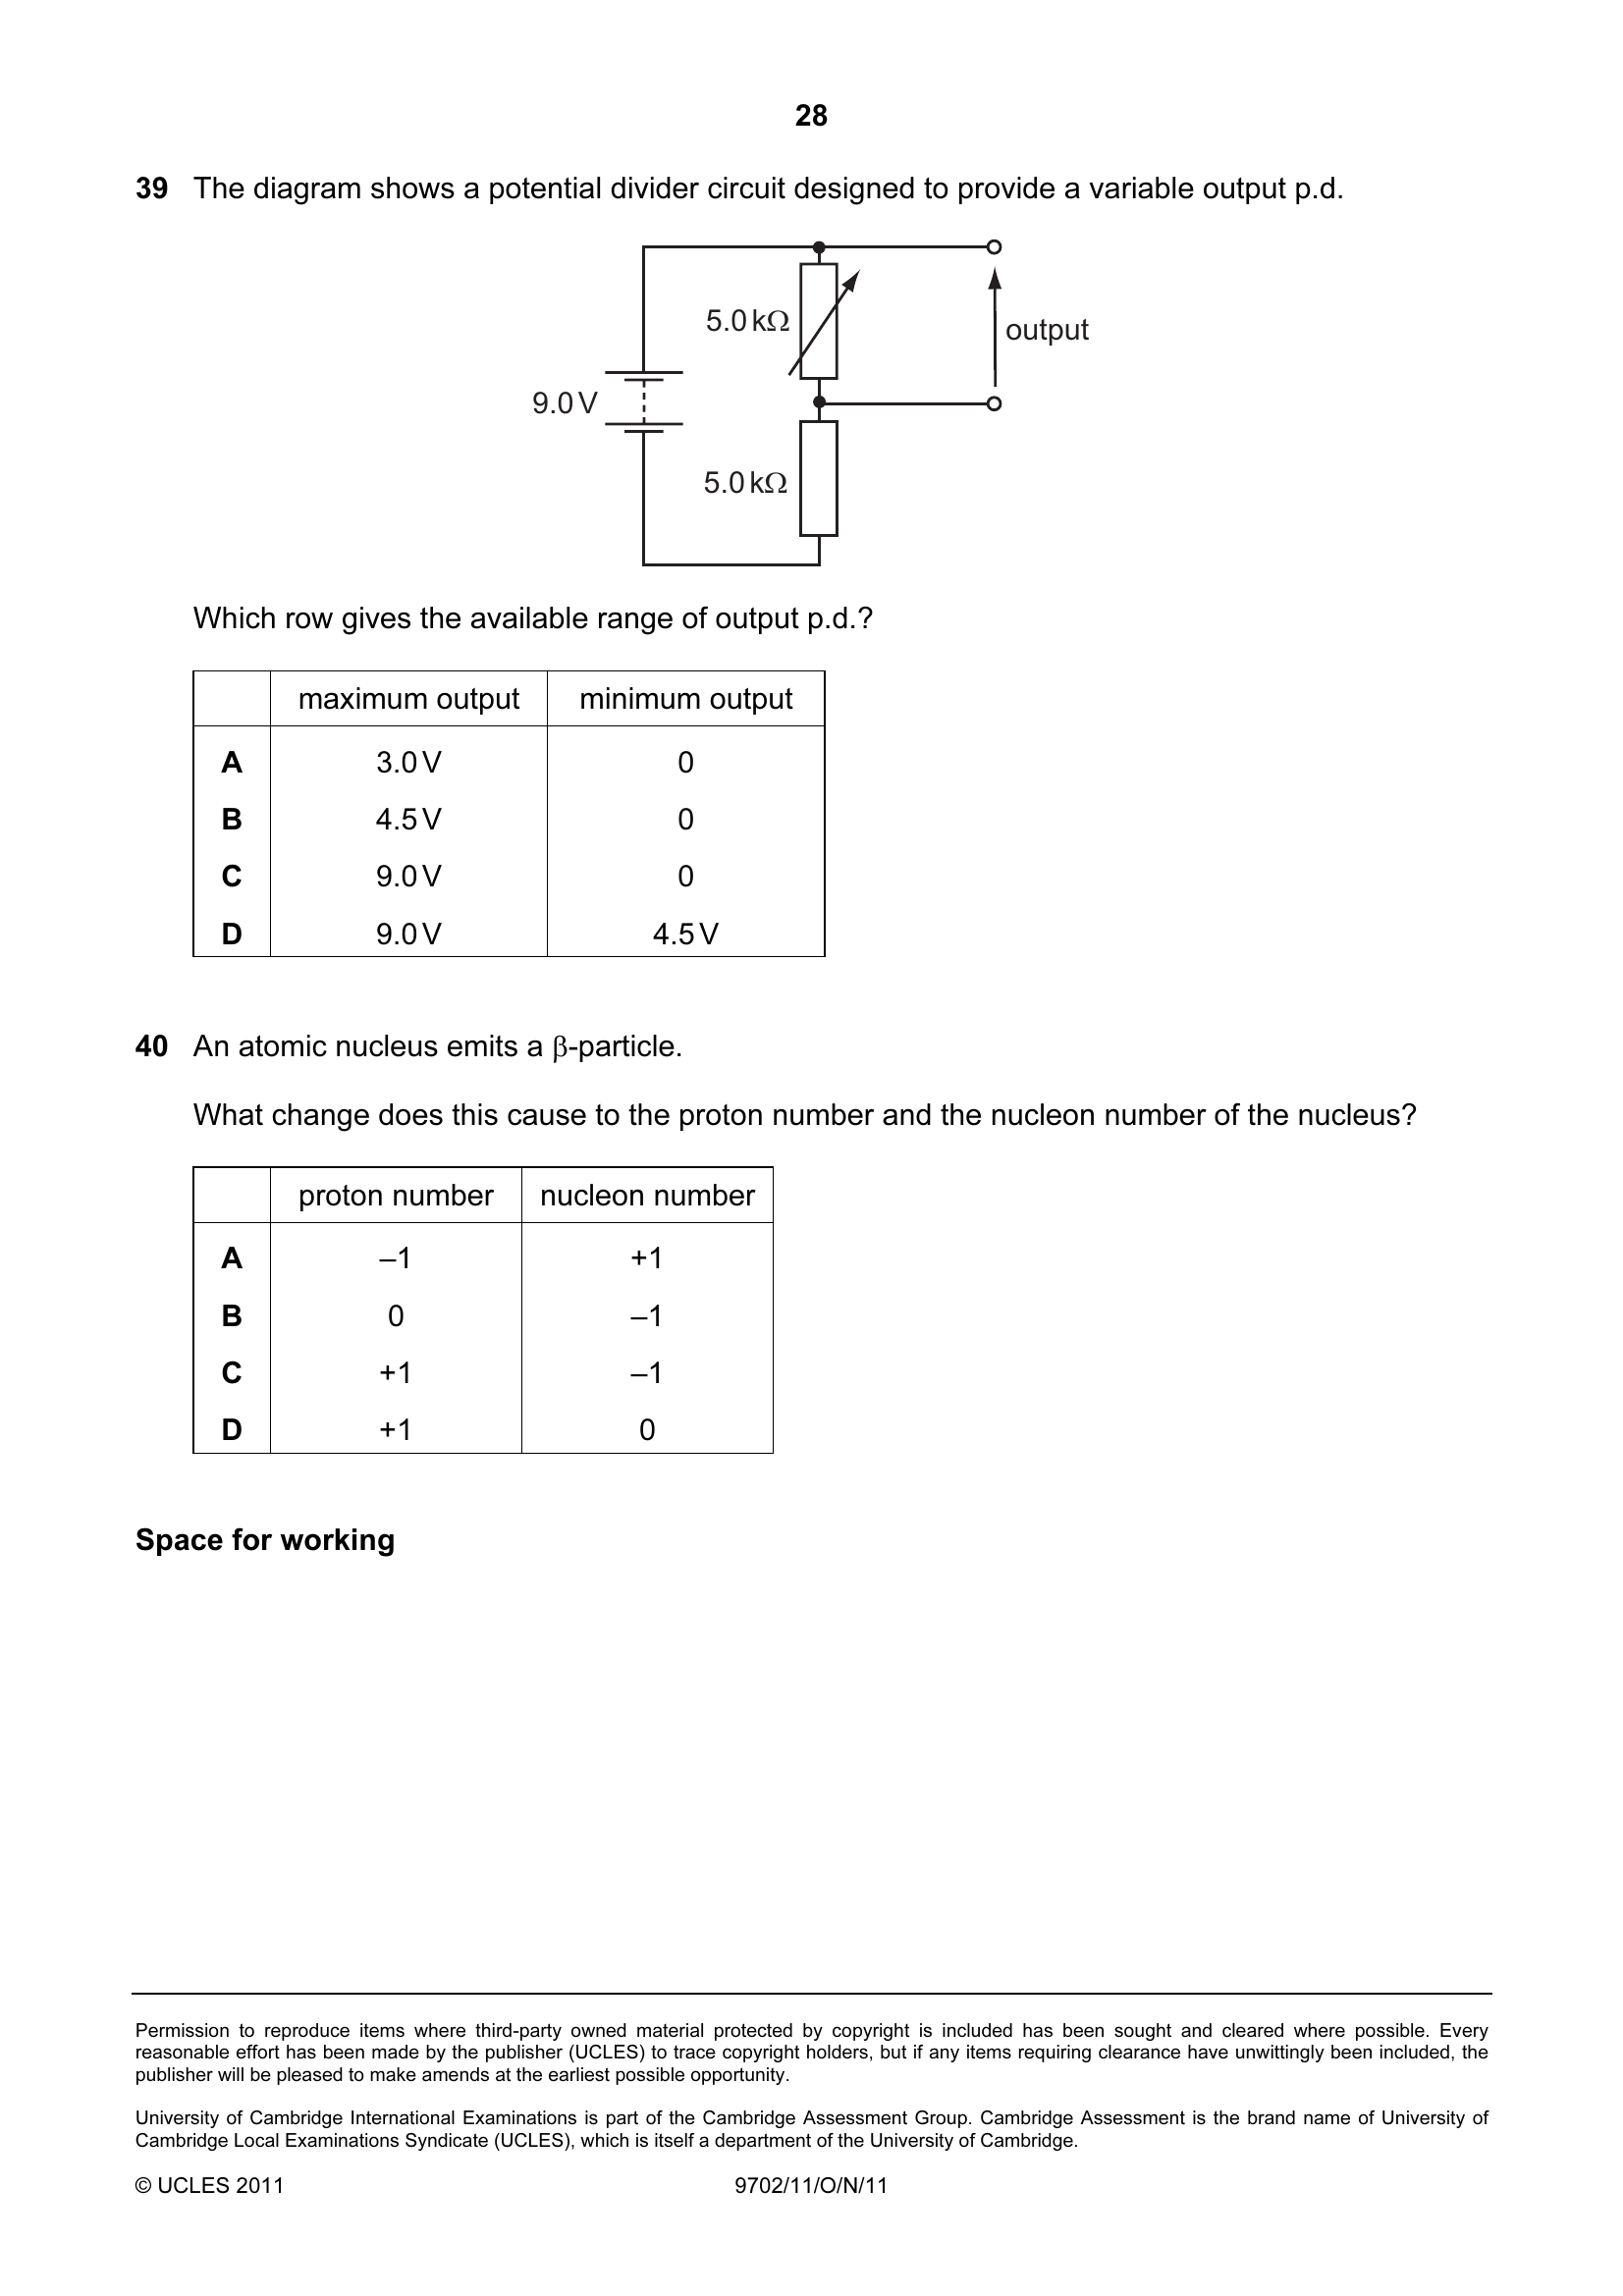 28
39 The diagram shows a potential divider circuit designed to provide a variable output p.d.
5.0 kΩ
output
9.0 V
5.0 kΩ
Which row gives the available range of output p.d.?
maximum output minimum output
A 3.0 V 0
B 4.5 V 0
C 9.0 V 0
D 9.0 V 4.5 V
40 An atomic nucleus emits a β-particle.
What change does this cause to the proton number and the nucleon number of the nucleus?
proton number nucleon number
A –1 +1
B 0 –1
C +1 –1
D +1 0
Space for working
Permission to reproduce items where third-party owned material protected by copyright is included has been sought and cleared where possible. Every
reasonable effort has been made by the publisher (UCLES) to trace copyright holders, but if any items requiring clearance have unwittingly been included, the
publisher will be pleased to make amends at the earliest possible opportunity.
University of Cambridge International Examinations is part of the Cambridge Assessment Group. Cambridge Assessment is the brand name of University of
Cambridge Local Examinations Syndicate (UCLES), which is itself a department of the University of Cambridge.
© UCLES 2011 9702/11/O/N/11